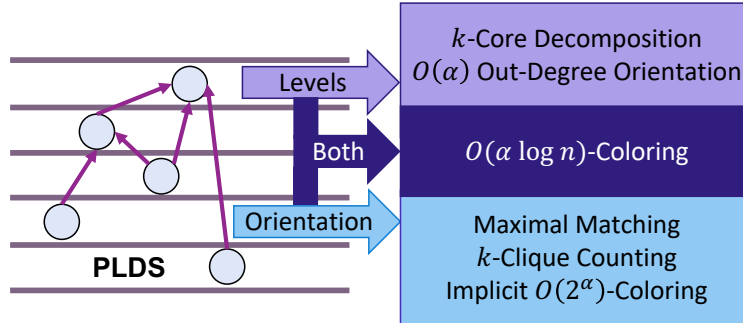 Levels
Both
Orientation
PLDS
k-Core Decomposition
O(α) Out-Degree Orientation
O(α log n)-Coloring
Maximal Matching
k-Clique Counting
Implicit O(2^α)-Coloring